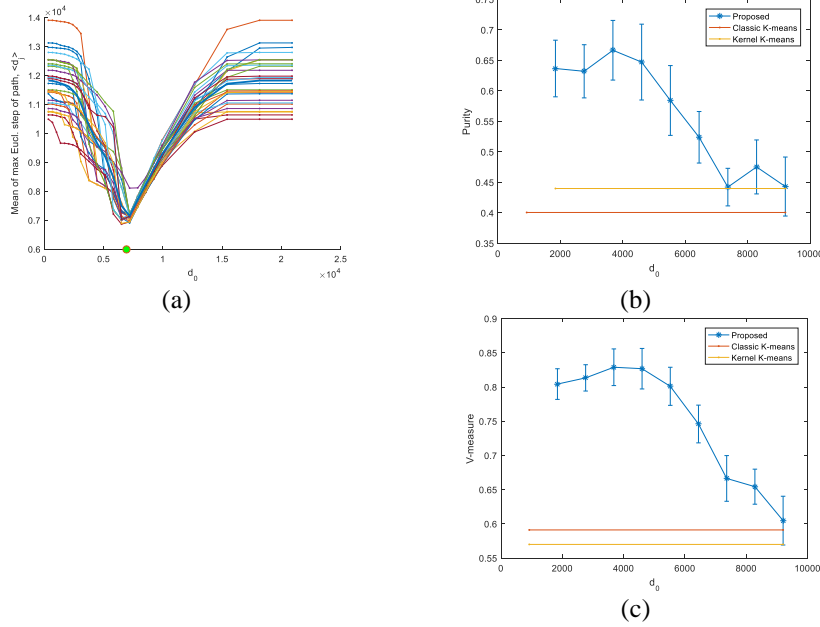 ×10⁴
1.4
1.3
1.2
1.1
1
0.9
0.8
0.7
0.6
Mean of max Eucl. step of path, <d_j>
0 0.5 1 1.5 2 2.5
d_0
×10⁴
(a)
0.75
0.7
0.65
0.6
0.55
0.5
0.45
0.4
0.35
Purity
Proposed
Classic K-means
Kernel K-means
0 2000 4000 6000 8000 10000
d_0
(b)
0.9
0.85
0.8
0.75
0.7
0.65
0.6
0.55
V-measure
Proposed
Classic K-means
Kernel K-means
0 2000 4000 6000 8000 10000
d_0
(c)